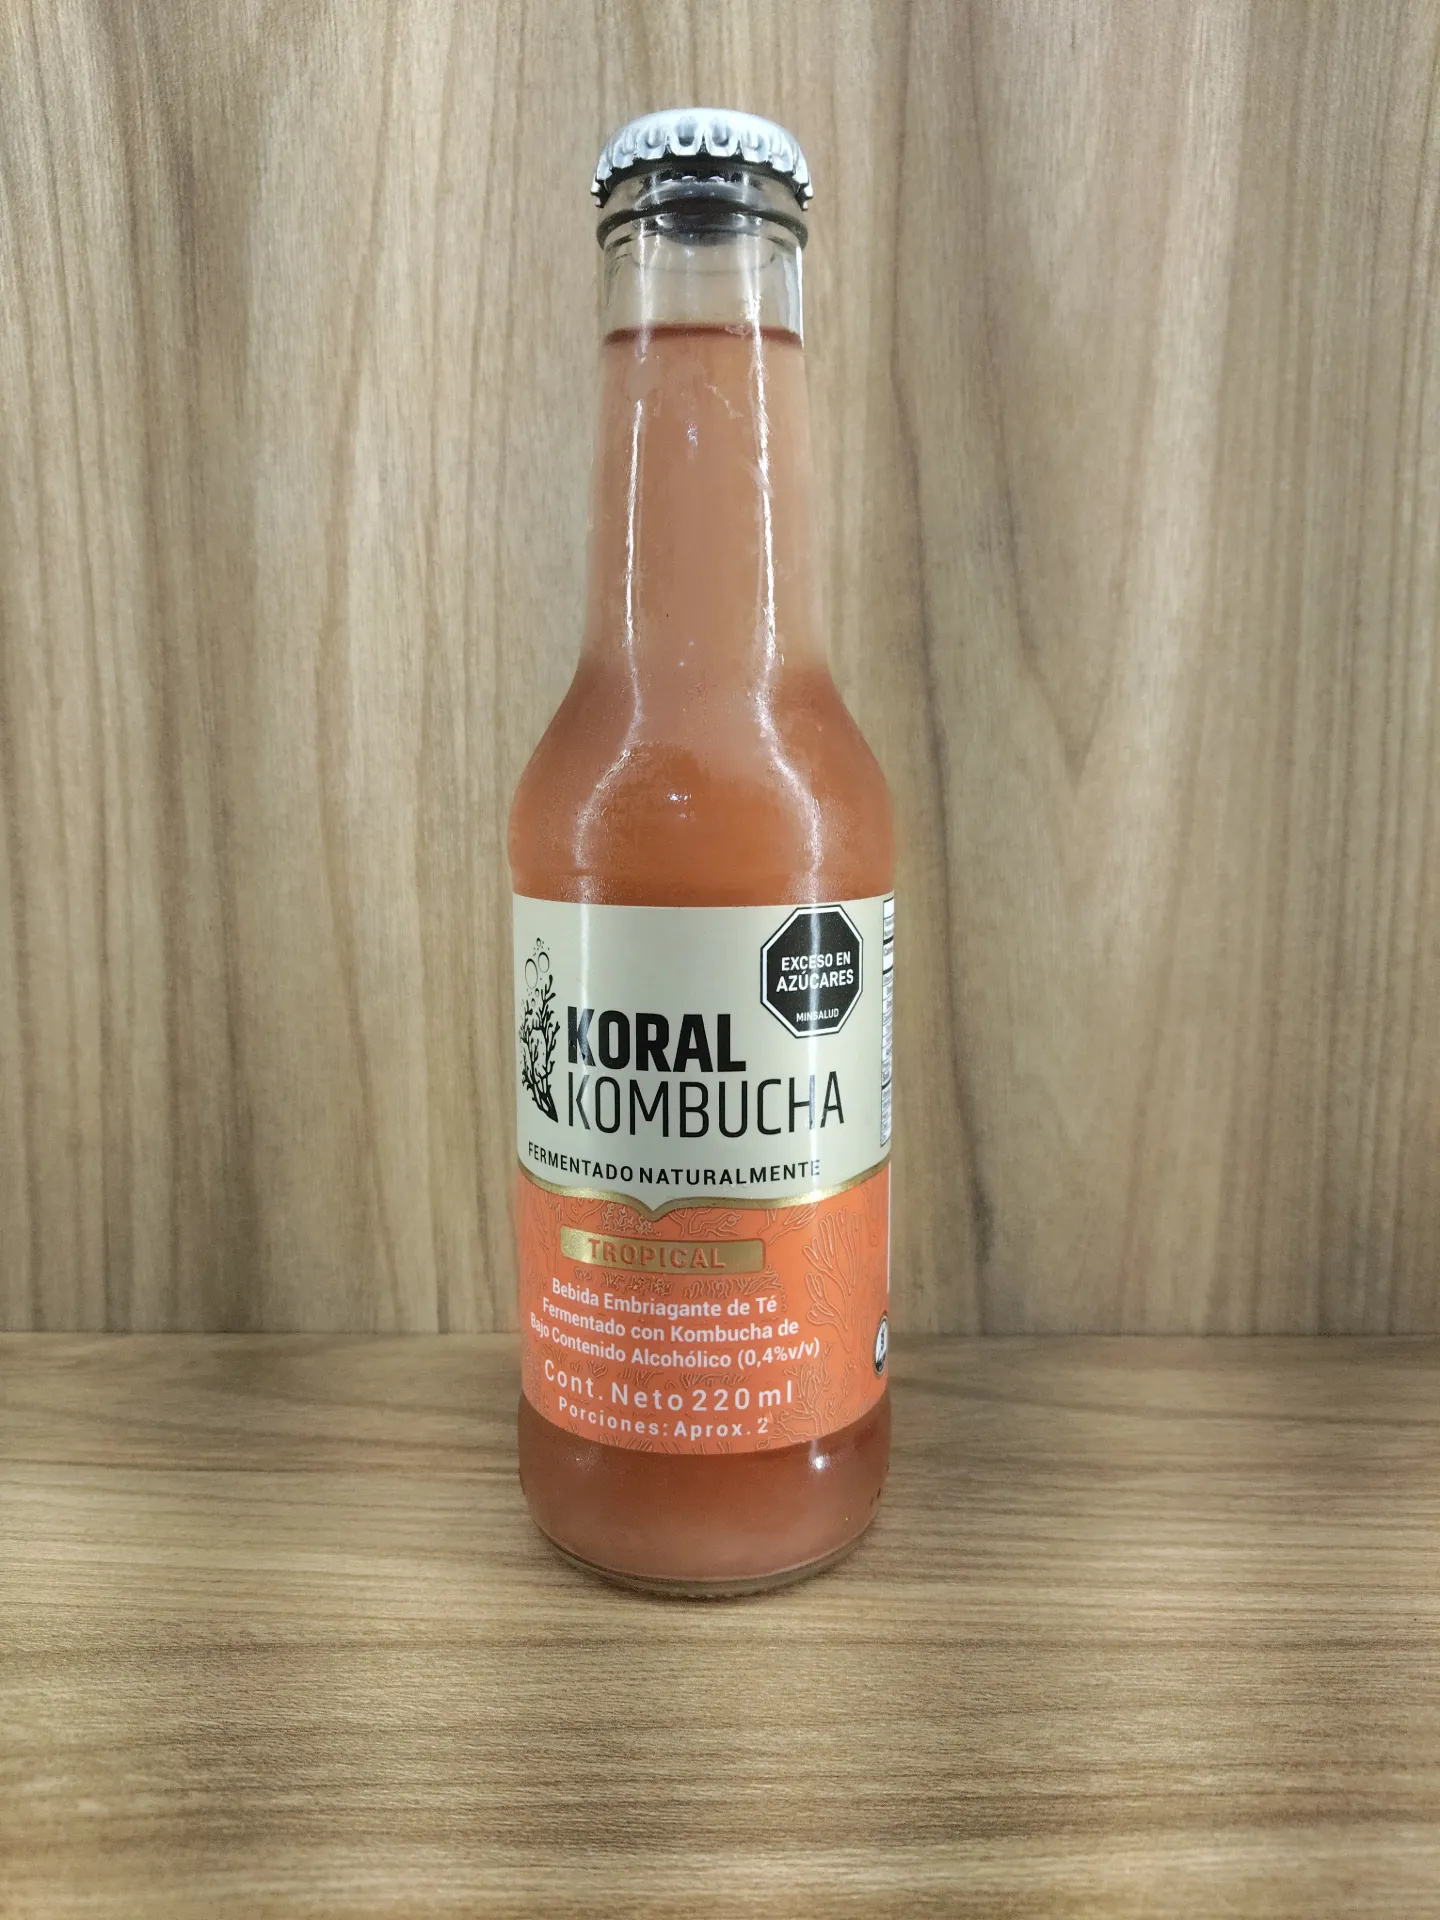 EXCESO EN
AZÚCARES
MINSALUD
KORAL
KOMBUCHA
FERMENTADO NATURALMENTE
TROPICAL
Bebida Embriagante de Té
Fermentado con Kombucha de
Bajo Contenido Alcohólico (0,4%v/v)
Cont. Neto 220 ml
Porciones: Aprox. 2